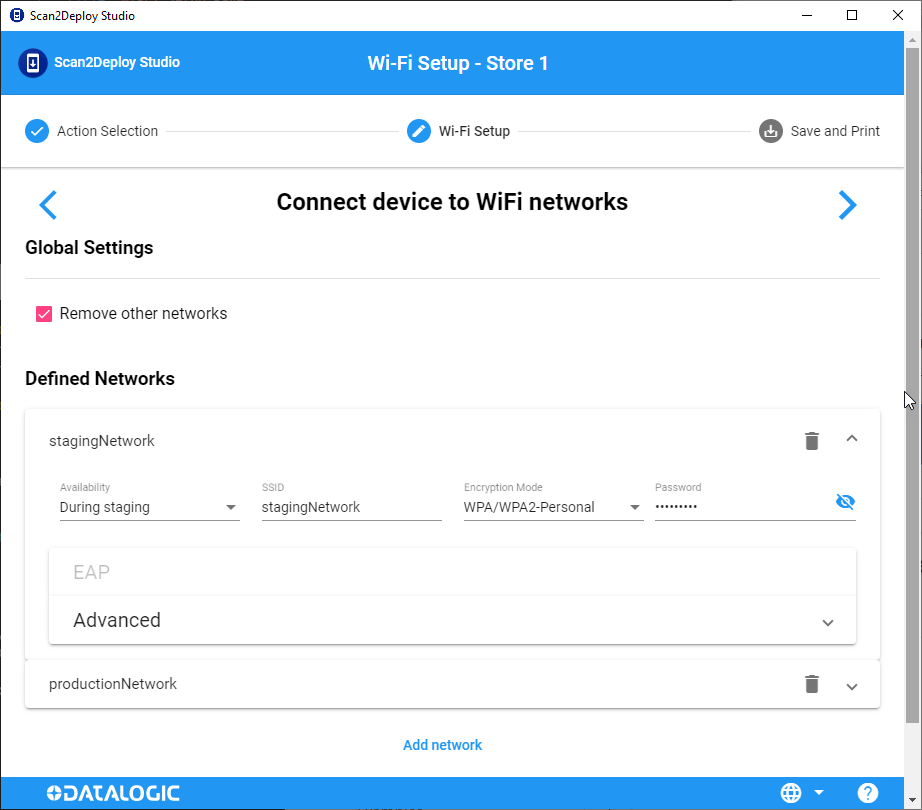 Scan2Deploy Studio
Scan2Deploy Studio
Wi-Fi Setup - Store 1
Action Selection
Wi-Fi Setup
Save and Print
Connect device to WiFi networks
Global Settings
Remove other networks
Defined Networks
stagingNetwork
Availability
During staging
SSID
stagingNetwork
Encryption Mode
WPA/WPA2-Personal
Password
•••••••••
EAP
Advanced
productionNetwork
Add network
DATALOGIC
?